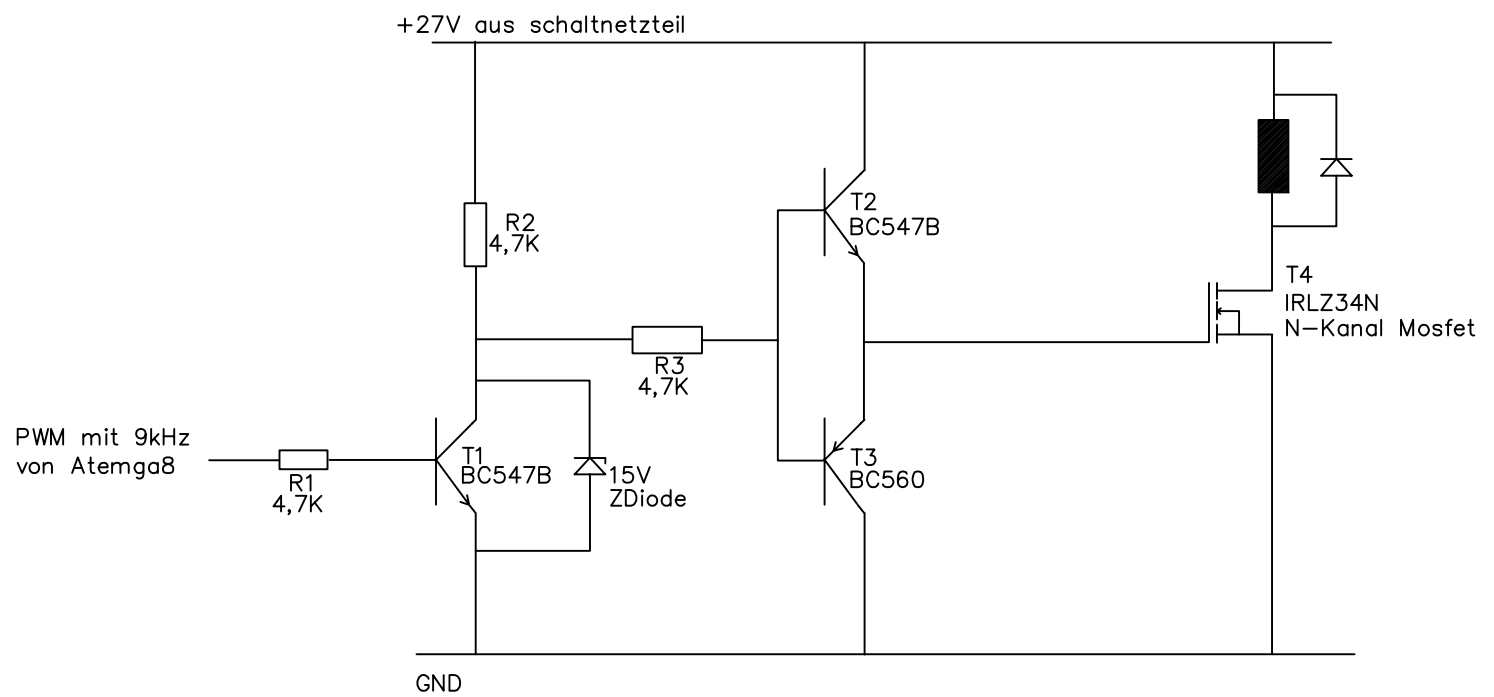 +27V aus schaltnetzteil
R2
4,7K
T2
BC547B
T4
IRLZ34N
N-Kanal Mosfet
R3
4,7K
PWM mit 9kHz
von Atemga8
R1
4,7K
T1
BC547B
15V
ZDiode
T3
BC560
GND